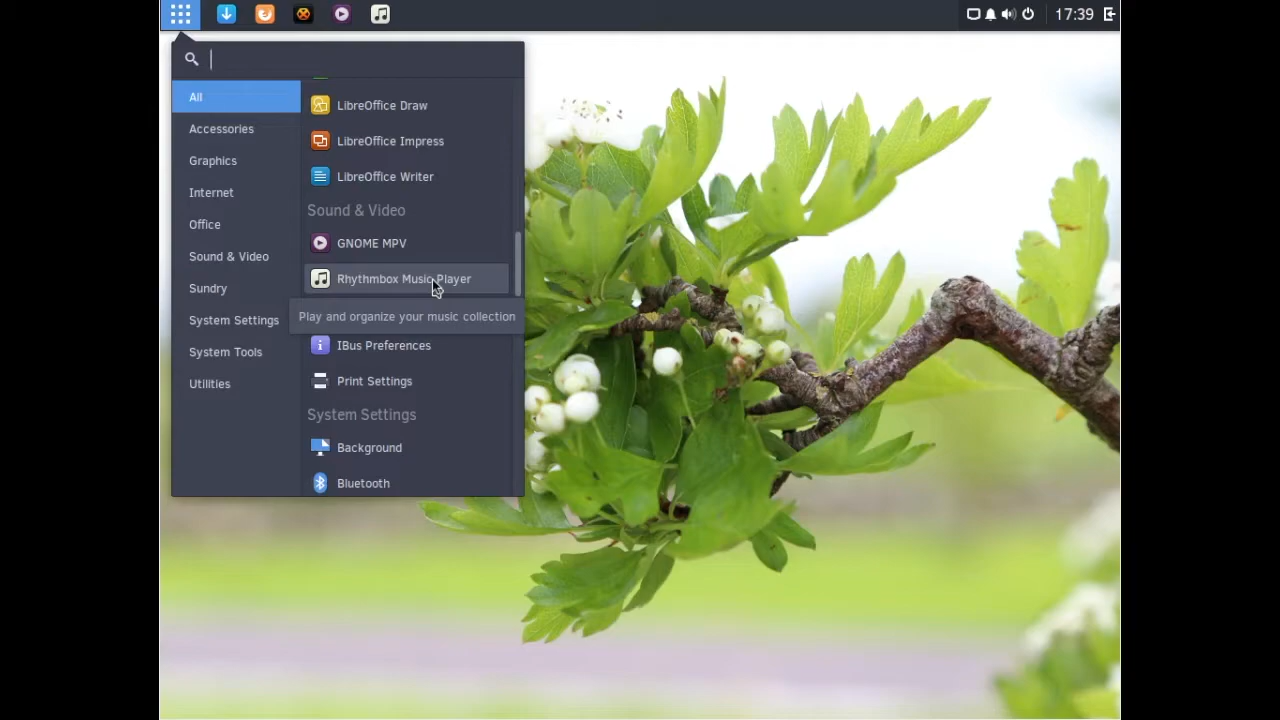 17:39
All
Accessories
Graphics
Internet
Office
Sound & Video
Sundry
System Settings
System Tools
Utilities
LibreOffice Draw
LibreOffice Impress
LibreOffice Writer
Sound & Video
GNOME MPV
Rhythmbox Music Player
Play and organize your music collection
IBus Preferences
Print Settings
System Settings
Background
Bluetooth